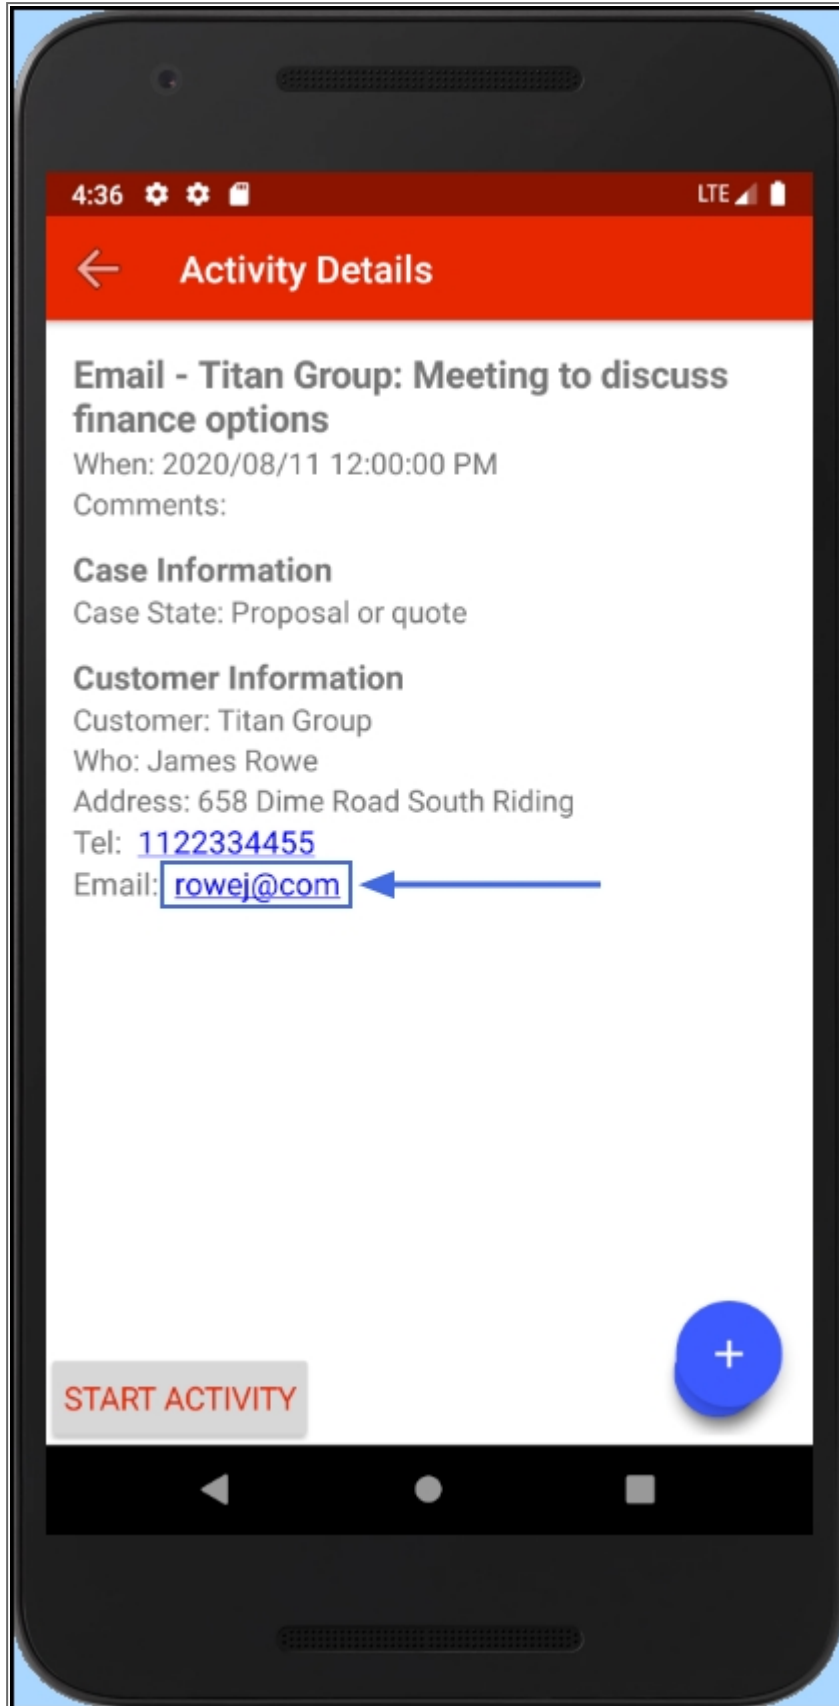 4:36 LTE
Activity Details
Email - Titan Group: Meeting to discuss
finance options
When: 2020/08/11 12:00:00 PM
Comments:
Case Information
Case State: Proposal or quote
Customer Information
Customer: Titan Group
Who: James Rowe
Address: 658 Dime Road South Riding
Tel: 1122334455
Email: rowej@com
+
START ACTIVITY